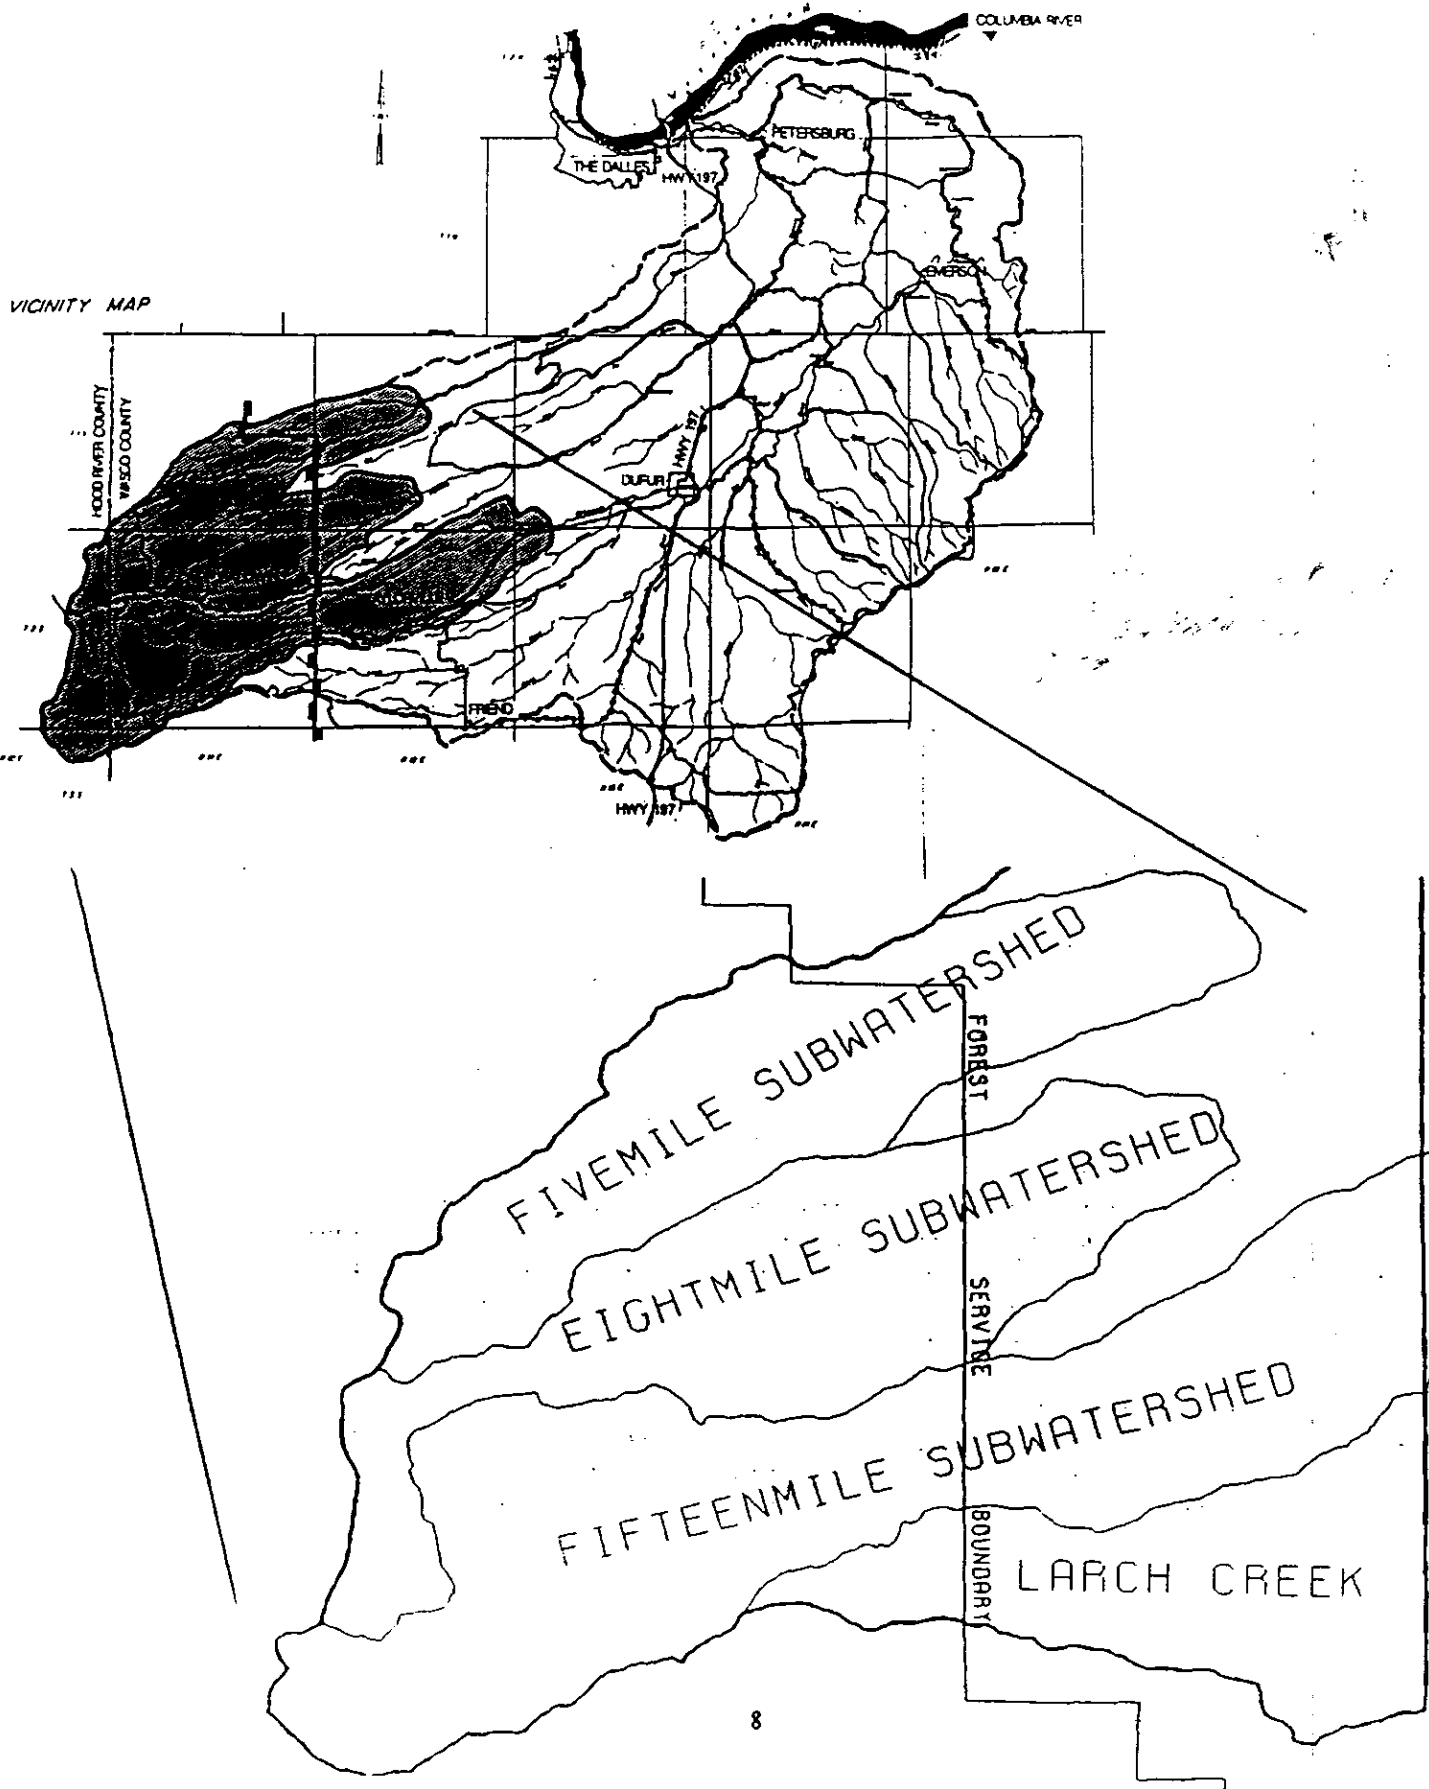 COLUMBIA RIVER
PETERSBURG
THE DALLES
HWY 197
EMERSON
VICINITY MAP
HOOD RIVER COUNTY
WASCO COUNTY
HWY 197
DUFUR
FRIEND
HWY 197
FIVEMILE SUBWATERSHED
EIGHTMILE SUBWATERSHED
FIFTEENMILE SUBWATERSHED
LARCH CREEK
FOREST SERVICE BOUNDARY
8